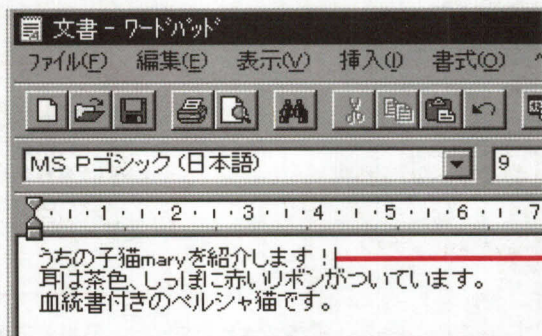 文書 - ワードパッド
ファイル(F) 編集(E) 表示(V) 挿入(I) 書式(O)
MS Pゴシック (日本語) 9
1 2 3 4 5 6 7
うちの子猫maryを紹介します！
耳は茶色、しっぽに赤いリボンがついています。
血統書付きのペルシャ猫です。